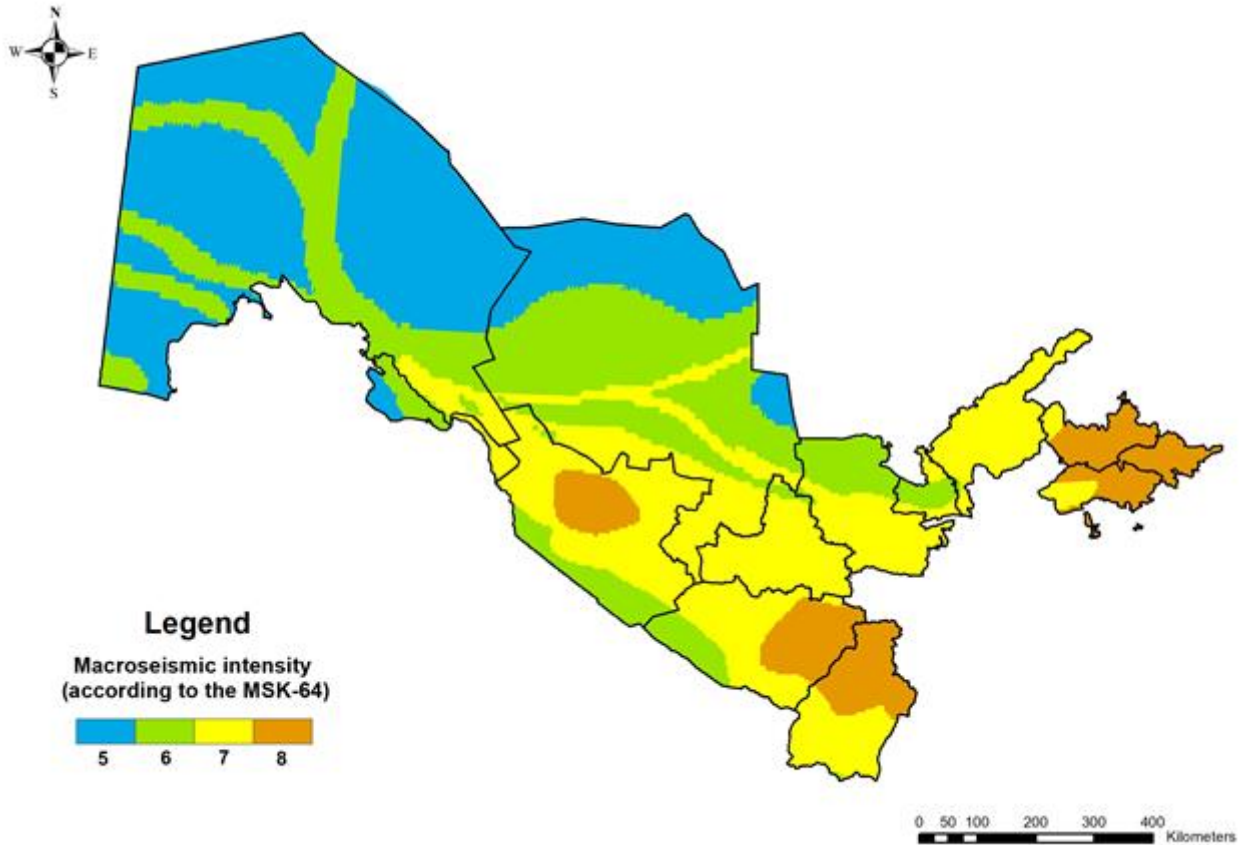 N
W E
S
Legend
Macroseismic intensity
(according to the MSK-64)
5 6 7 8
0 50 100 200 300 400
Kilometers